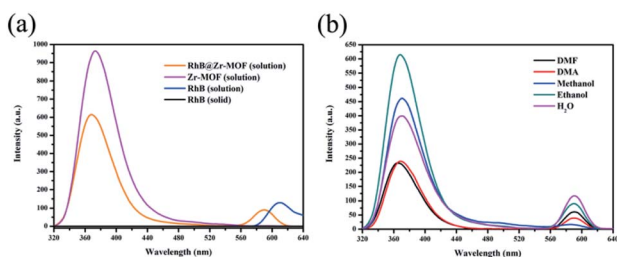 (a)
1000
900
800
700
600
500
400
300
200
100
0
Intensity (a.u.)
RhB@Zr-MOF (solution)
Zr-MOF (solution)
RhB (solution)
RhB (solid)
320 360 400 440 480 520 560 600 640
Wavelength (nm)
(b)
650
600
550
500
450
400
350
300
250
200
150
100
50
0
Intensity (a.u.)
DMF
DMA
Methanol
Ethanol
H₂O
320 360 400 440 480 520 560 600 640
Wavelength (nm)